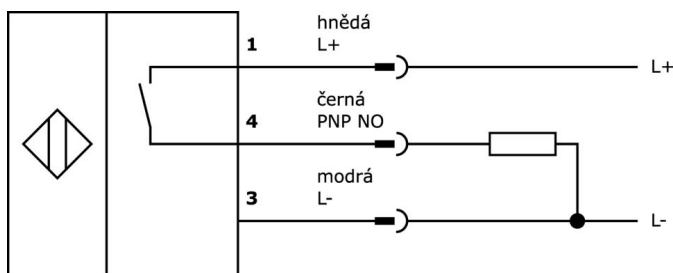 hnědá
1 L+
L+
černá
4 PNP NO
modrá
3 L-
L-